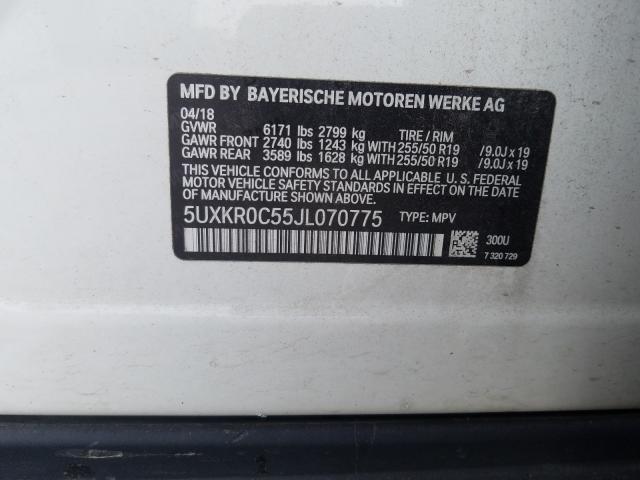 MFD BY BAYERISCHE MOTOREN WERKE AG
04/18
GVWR 6171 lbs 2799 kg TIRE / RIM
GAWR FRONT 2740 lbs 1243 kg WITH 255/50 R19 /9.0J x 19
GAWR REAR 3589 lbs 1628 kg WITH 255/50 R19 /9.0J x 19
THIS VEHICLE CONFORMS TO ALL APPLICABLE U.S. FEDERAL
MOTOR VEHICLE SAFETY STANDARDS IN EFFECT ON THE DATE
OF MANUFACTURE SHOWN ABOVE.
5UXKR0C55JL070775 TYPE: MPV
300U
7 320 729